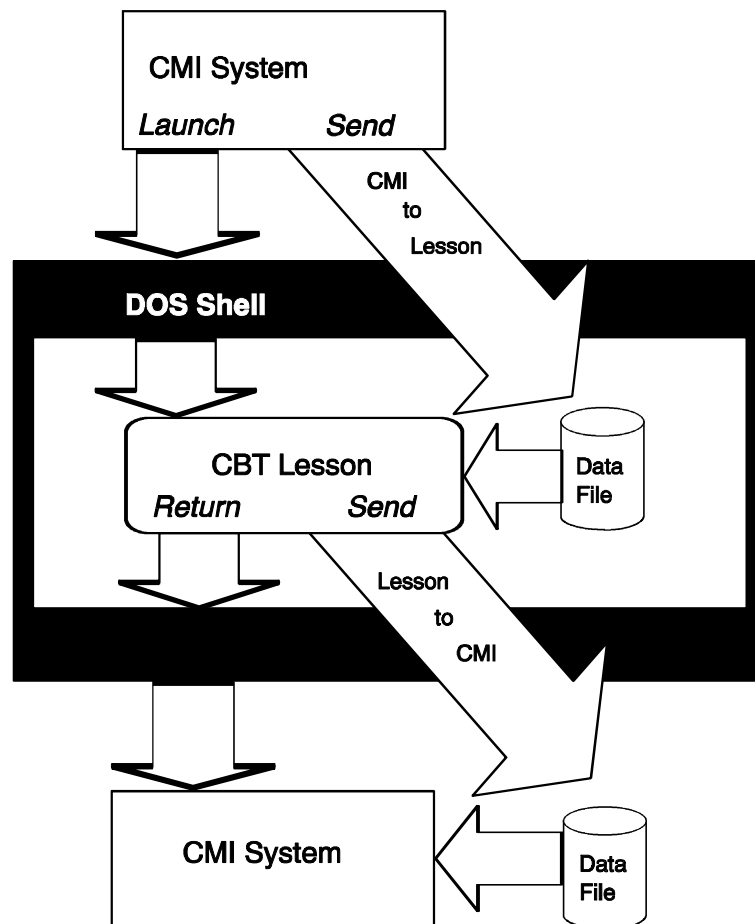 CMI System
Launch Send
CMI
to
Lesson
DOS Shell
CBT Lesson
Return Send
Data
File
Lesson
to
CMI
CMI System
Data
File